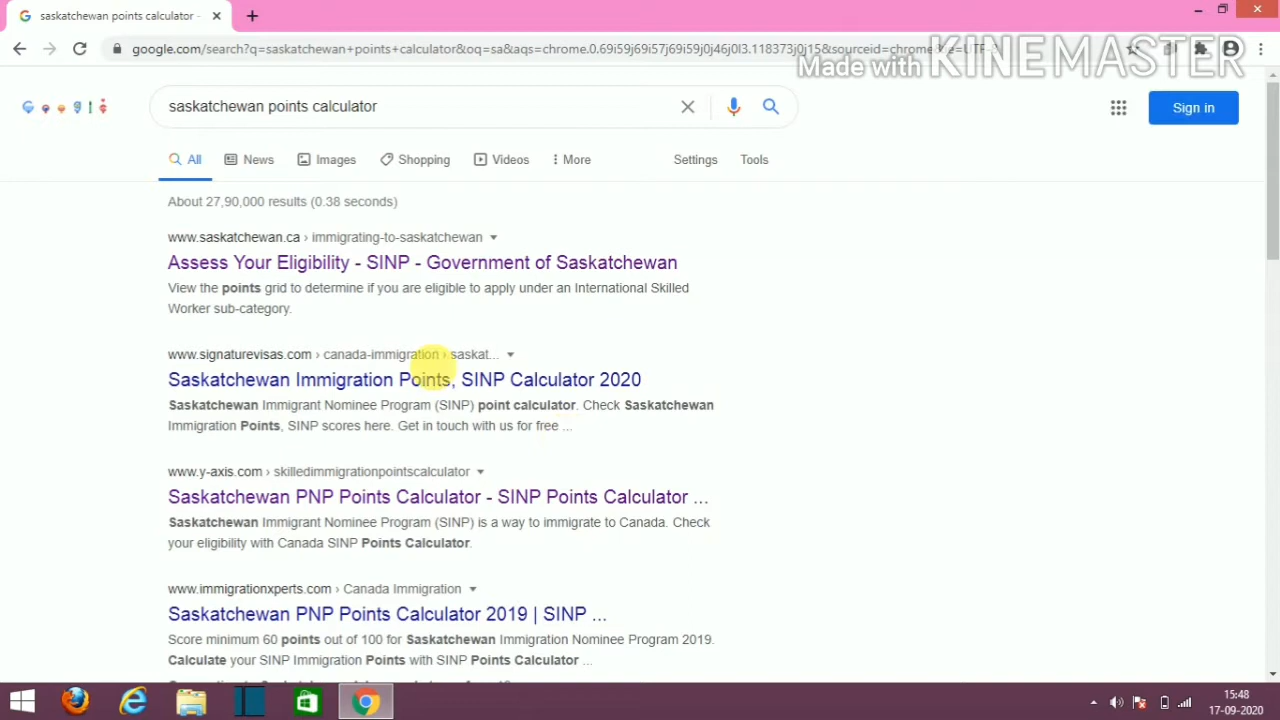 saskatchewan points calculator -
google.com/search?q=saskatchewan+points+calculator&oq=sa&aqs=chrome.0.69i59j69i57j69i59j0j46j0l3.118373j0j15&sourceid=chrome&ie=UTF-8
Made with KINEMASTER
Google
saskatchewan points calculator
Sign in
All News Images Shopping Videos More Settings Tools
About 27,90,000 results (0.38 seconds)
www.saskatchewan.ca › immigrating-to-saskatchewan
Assess Your Eligibility - SINP - Government of Saskatchewan
View the points grid to determine if you are eligible to apply under an International Skilled
Worker sub-category.
www.signaturevisas.com › canada-immigration › saskat...
Saskatchewan Immigration Points, SINP Calculator 2020
Saskatchewan Immigrant Nominee Program (SINP) point calculator. Check Saskatchewan
Immigration Points, SINP scores here. Get in touch with us for free ...
www.y-axis.com › skilledimmigrationpointscalculator
Saskatchewan PNP Points Calculator - SINP Points Calculator ...
Saskatchewan Immigrant Nominee Program (SINP) is a way to immigrate to Canada. Check
your eligibility with Canada SINP Points Calculator.
www.immigrationxperts.com › Canada Immigration
Saskatchewan PNP Points Calculator 2019 | SINP ...
Score minimum 60 points out of 100 for Saskatchewan Immigration Nominee Program 2019.
Calculate your SINP Immigration Points with SINP Points Calculator ...
15:48
17-09-2020